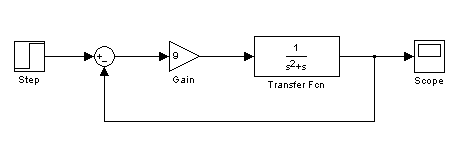 +
−
9
1
s²+s
Step
Gain
Transfer Fcn
Scope